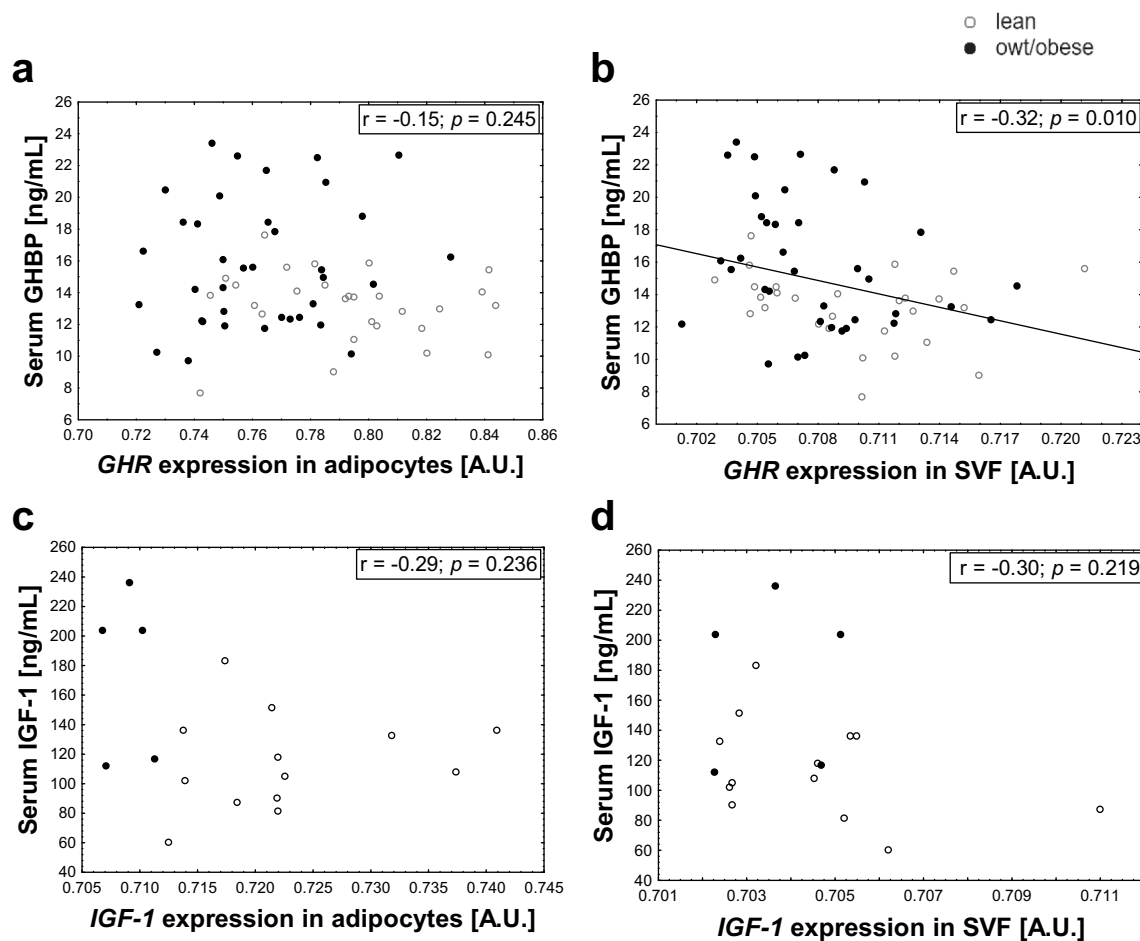 lean
owt/obese
a
r = -0.15; p = 0.245
Serum GHBP [ng/mL]
26
24
22
20
18
16
14
12
10
8
6
0.70 0.72 0.74 0.76 0.78 0.80 0.82 0.84 0.86
GHR expression in adipocytes [A.U.]
b
r = -0.32; p = 0.010
Serum GHBP [ng/mL]
26
24
22
20
18
16
14
12
10
8
6
0.702 0.705 0.708 0.711 0.714 0.717 0.720 0.723
GHR expression in SVF [A.U.]
c
r = -0.29; p = 0.236
Serum IGF-1 [ng/mL]
260
240
220
200
180
160
140
120
100
80
60
40
0.705 0.710 0.715 0.720 0.725 0.730 0.735 0.740 0.745
IGF-1 expression in adipocytes [A.U.]
d
r = -0.30; p = 0.219
Serum IGF-1 [ng/mL]
260
240
220
200
180
160
140
120
100
80
60
40
0.701 0.703 0.705 0.707 0.709 0.711
IGF-1 expression in SVF [A.U.]